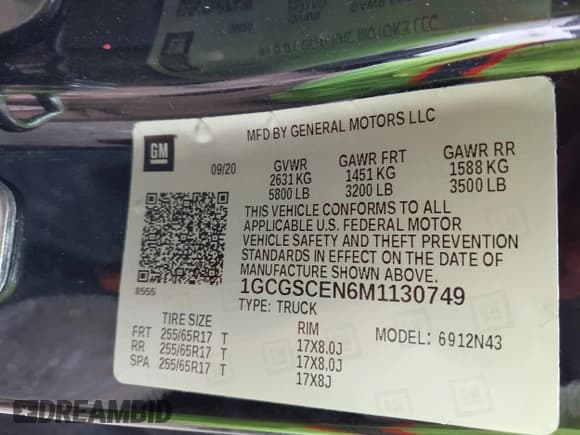 MFD BY GENERAL MOTORS LLC
GM
09/20
GVWR GAWR FRT GAWR RR
2631 KG 1451 KG 1588 KG
5800 LB 3200 LB 3500 LB
THIS VEHICLE CONFORMS TO ALL
APPLICABLE U.S. FEDERAL MOTOR
VEHICLE SAFETY AND THEFT PREVENTION
STANDARDS IN EFFECT ON THE DATE OF
MANUFACTURE SHOWN ABOVE.
8555
1GCGSCEN6M1130749
TYPE: TRUCK
TIRE SIZE RIM MODEL: 6912N43
FRT 255/65R17 T 17X8.0J
RR 255/65R17 T 17X8.0J
SPA 255/65R17 T 17X8J
DREAMBID